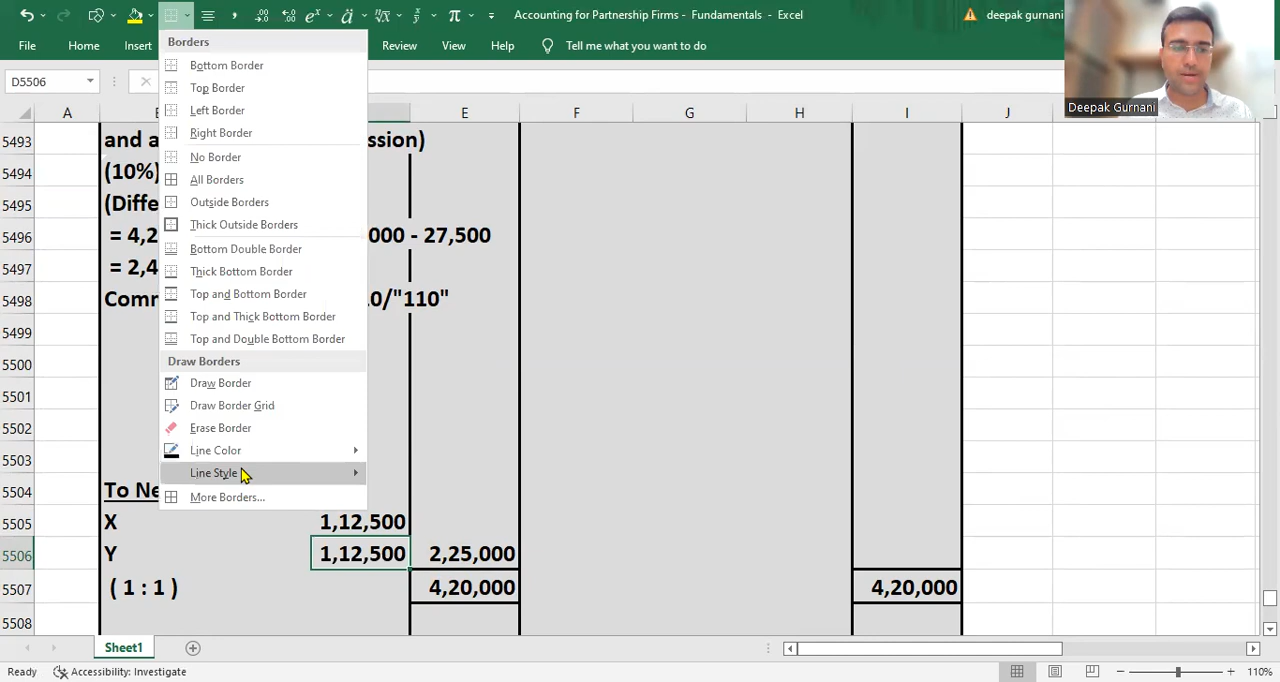 Accounting for Partnership Firms - Fundamentals - Excel
deepak gurnani
File Home Insert Review View Help Tell me what you want to do
D5506
Deepak Gurnani
Borders
Bottom Border
Top Border
Left Border
Right Border
No Border
All Borders
Outside Borders
Thick Outside Borders
Bottom Double Border
Thick Bottom Border
Top and Bottom Border
Top and Thick Bottom Border
Top and Double Bottom Border
Draw Borders
Draw Border
Draw Border Grid
Erase Border
Line Color
Line Style
More Borders...
A E F G H I J
5493 and a ssion)
5494 (10%)
5495 (Diffe
5496 = 4,2 000 - 27,500
5497 = 2,4
5498 Comm 10/"110"
5499
5500
5501
5502
5503
5504 To Ne
5505 X 1,12,500
5506 Y 1,12,500 2,25,000
5507 ( 1 : 1 ) 4,20,000 4,20,000
5508
Sheet1
Ready Accessibility: Investigate 110%